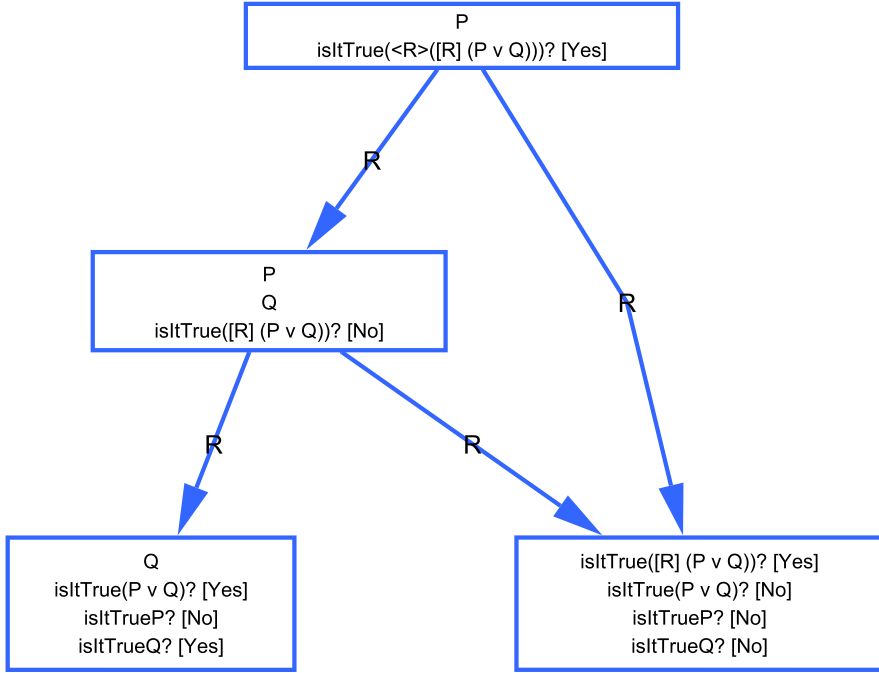 P
isItTrue(<R>([R] (P v Q)))? [Yes]
R
P
Q
isItTrue([R] (P v Q))? [No]
R
R
R
Q
isItTrue(P v Q)? [Yes]
isItTrueP? [No]
isItTrueQ? [Yes]
isItTrue([R] (P v Q))? [Yes]
isItTrue(P v Q)? [No]
isItTrueP? [No]
isItTrueQ? [No]